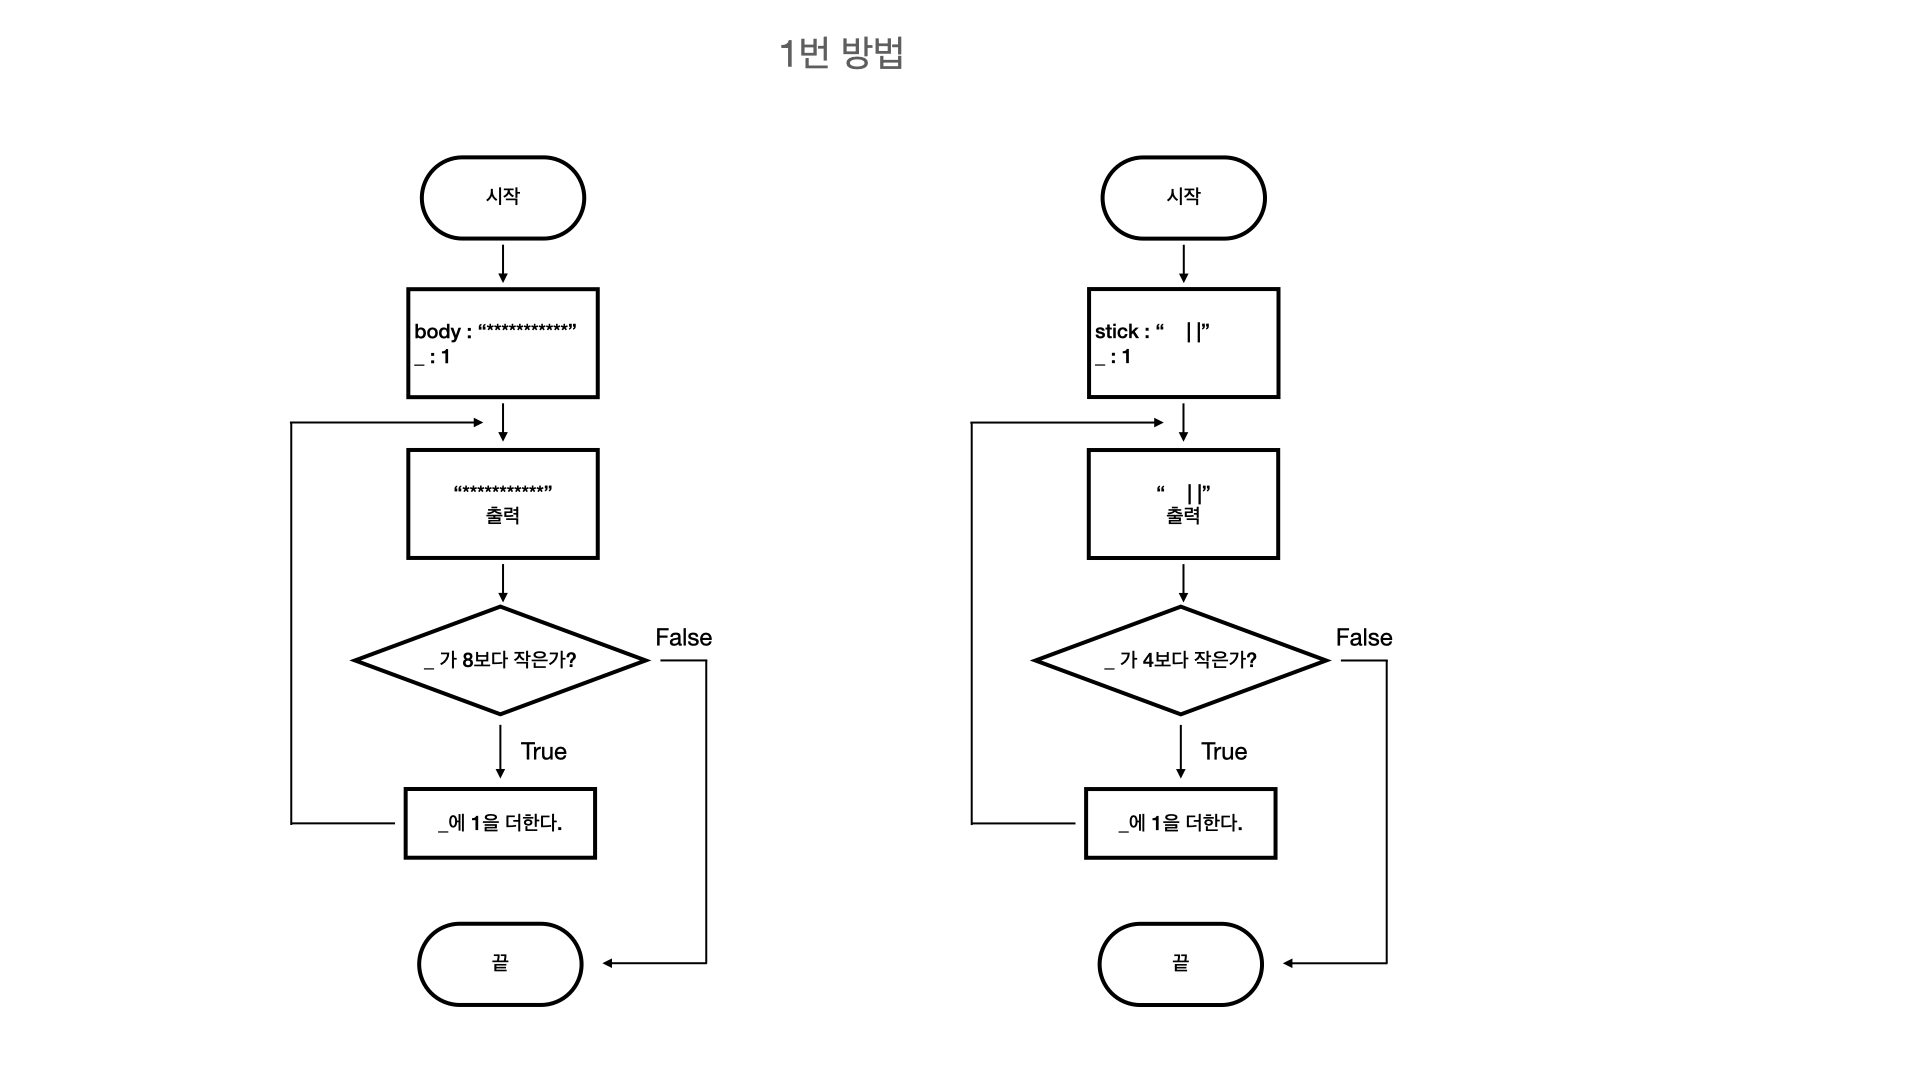 1번 방법
시작
body : “***********”
_ : 1
“***********”
출력
_ 가 8보다 작은가?
False
True
_에 1을 더한다.
끝
시작
stick : “    ||”
_ : 1
“    ||”
출력
_ 가 4보다 작은가?
False
True
_에 1을 더한다.
끝